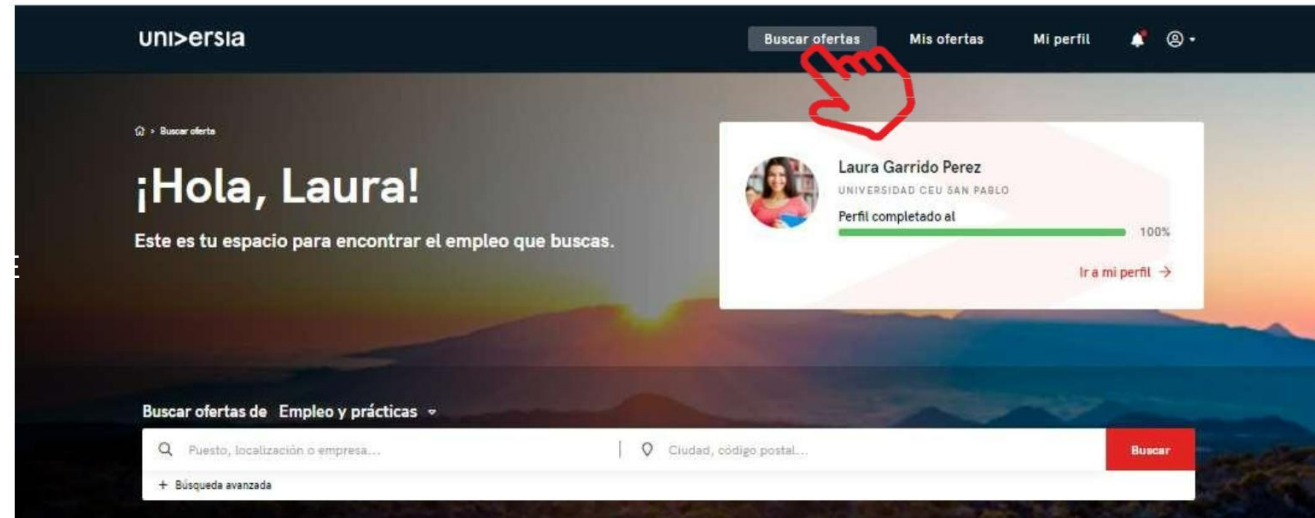 uni>ersia
Buscar ofertas Mis ofertas Mi perfil
> Buscar oferta
¡Hola, Laura!
Este es tu espacio para encontrar el empleo que buscas.
Laura Garrido Perez
UNIVERSIDAD CEU SAN PABLO
Perfil completado al
100%
Ir a mi perfil →
Buscar ofertas de Empleo y prácticas
Puesto, localización o empresa... Ciudad, código postal... Buscar
+ Búsqueda avanzada